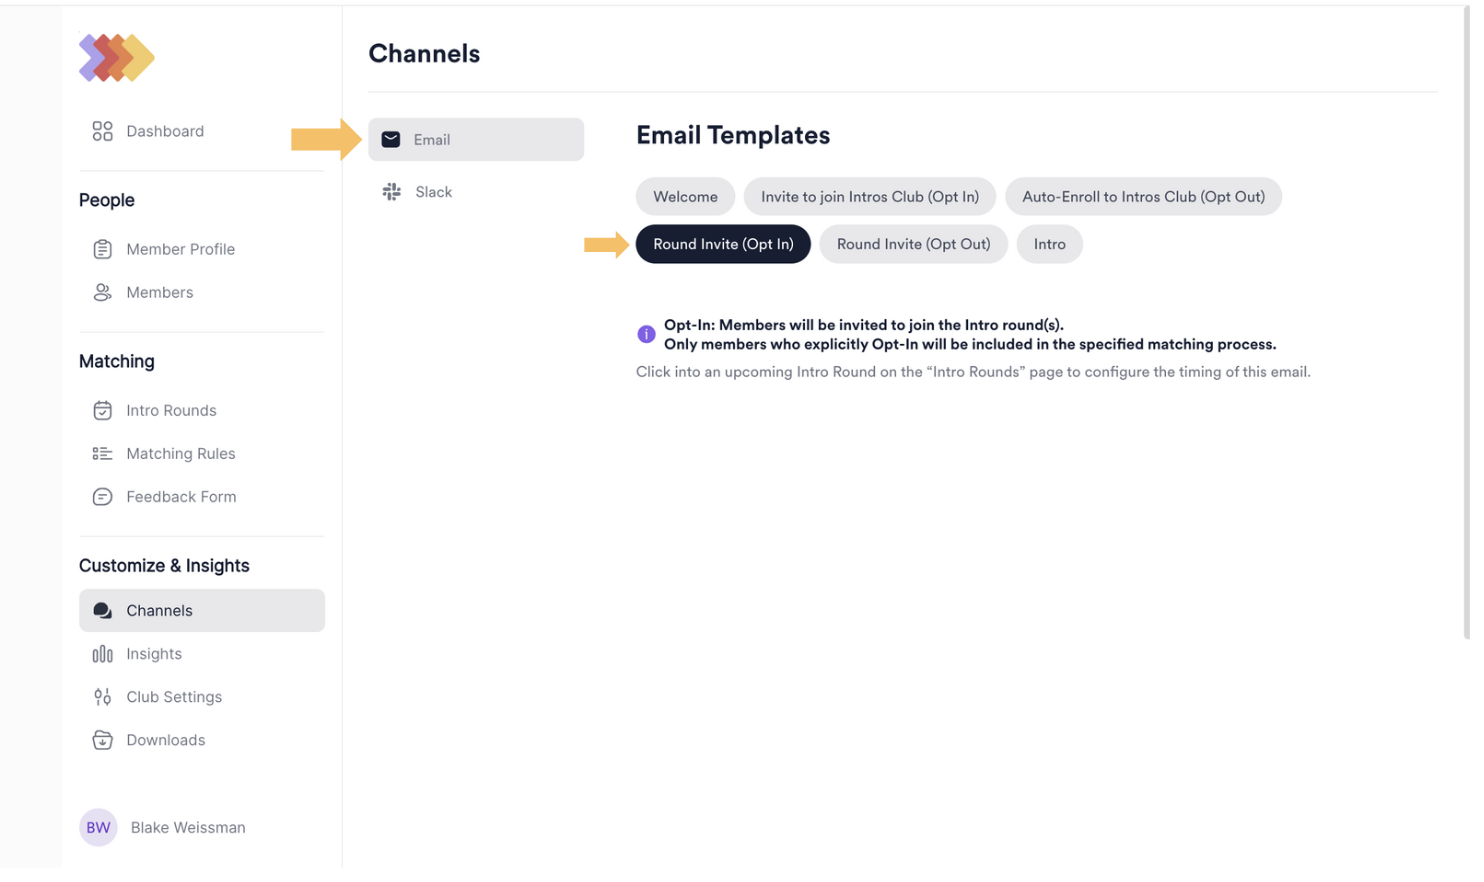 Channels
Dashboard
People
Member Profile
Members
Matching
Intro Rounds
Matching Rules
Feedback Form
Customize & Insights
Channels
Insights
Club Settings
Downloads
BW Blake Weissman
Email
Slack
Email Templates
Welcome Invite to join Intros Club (Opt In) Auto-Enroll to Intros Club (Opt Out)
Round Invite (Opt In) Round Invite (Opt Out) Intro
Opt-In: Members will be invited to join the Intro round(s).
Only members who explicitly Opt-In will be included in the specified matching process.
Click into an upcoming Intro Round on the “Intro Rounds” page to configure the timing of this email.